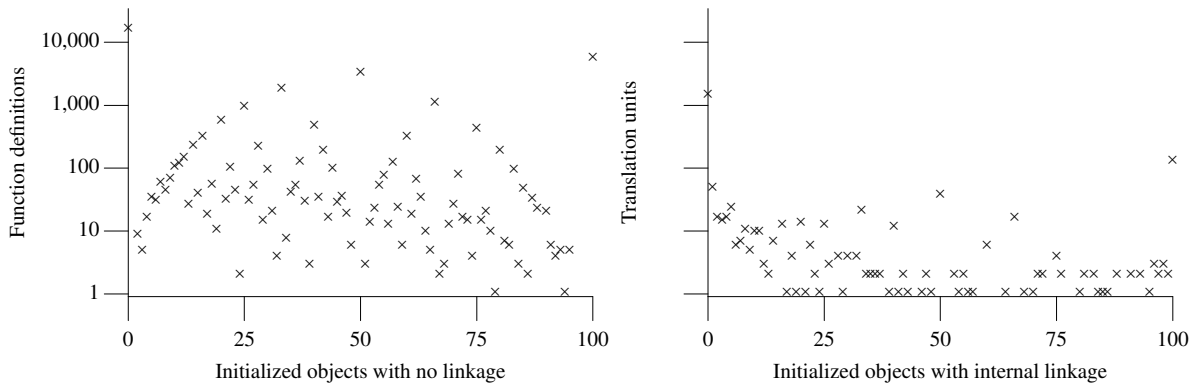 10,000
1,000
100
10
1
Function definitions
0 25 50 75 100
Initialized objects with no linkage
Translation units
0 25 50 75 100
Initialized objects with internal linkage